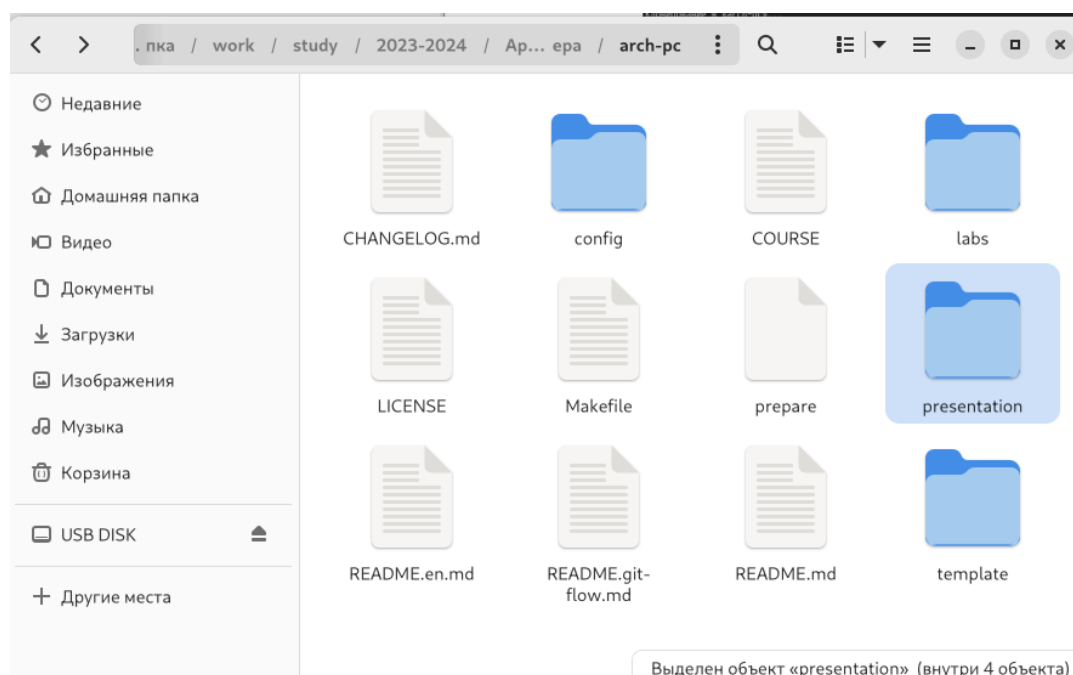 . пка / work / study / 2023-2024 / Ар... ера / arch-pc
Недавние
Избранные
Домашняя папка
Видео
Документы
Загрузки
Изображения
Музыка
Корзина
USB DISK
Другие места
CHANGELOG.md config COURSE labs
LICENSE Makefile prepare presentation
README.en.md README.git-flow.md README.md template
Выделен объект «presentation» (внутри 4 объекта)